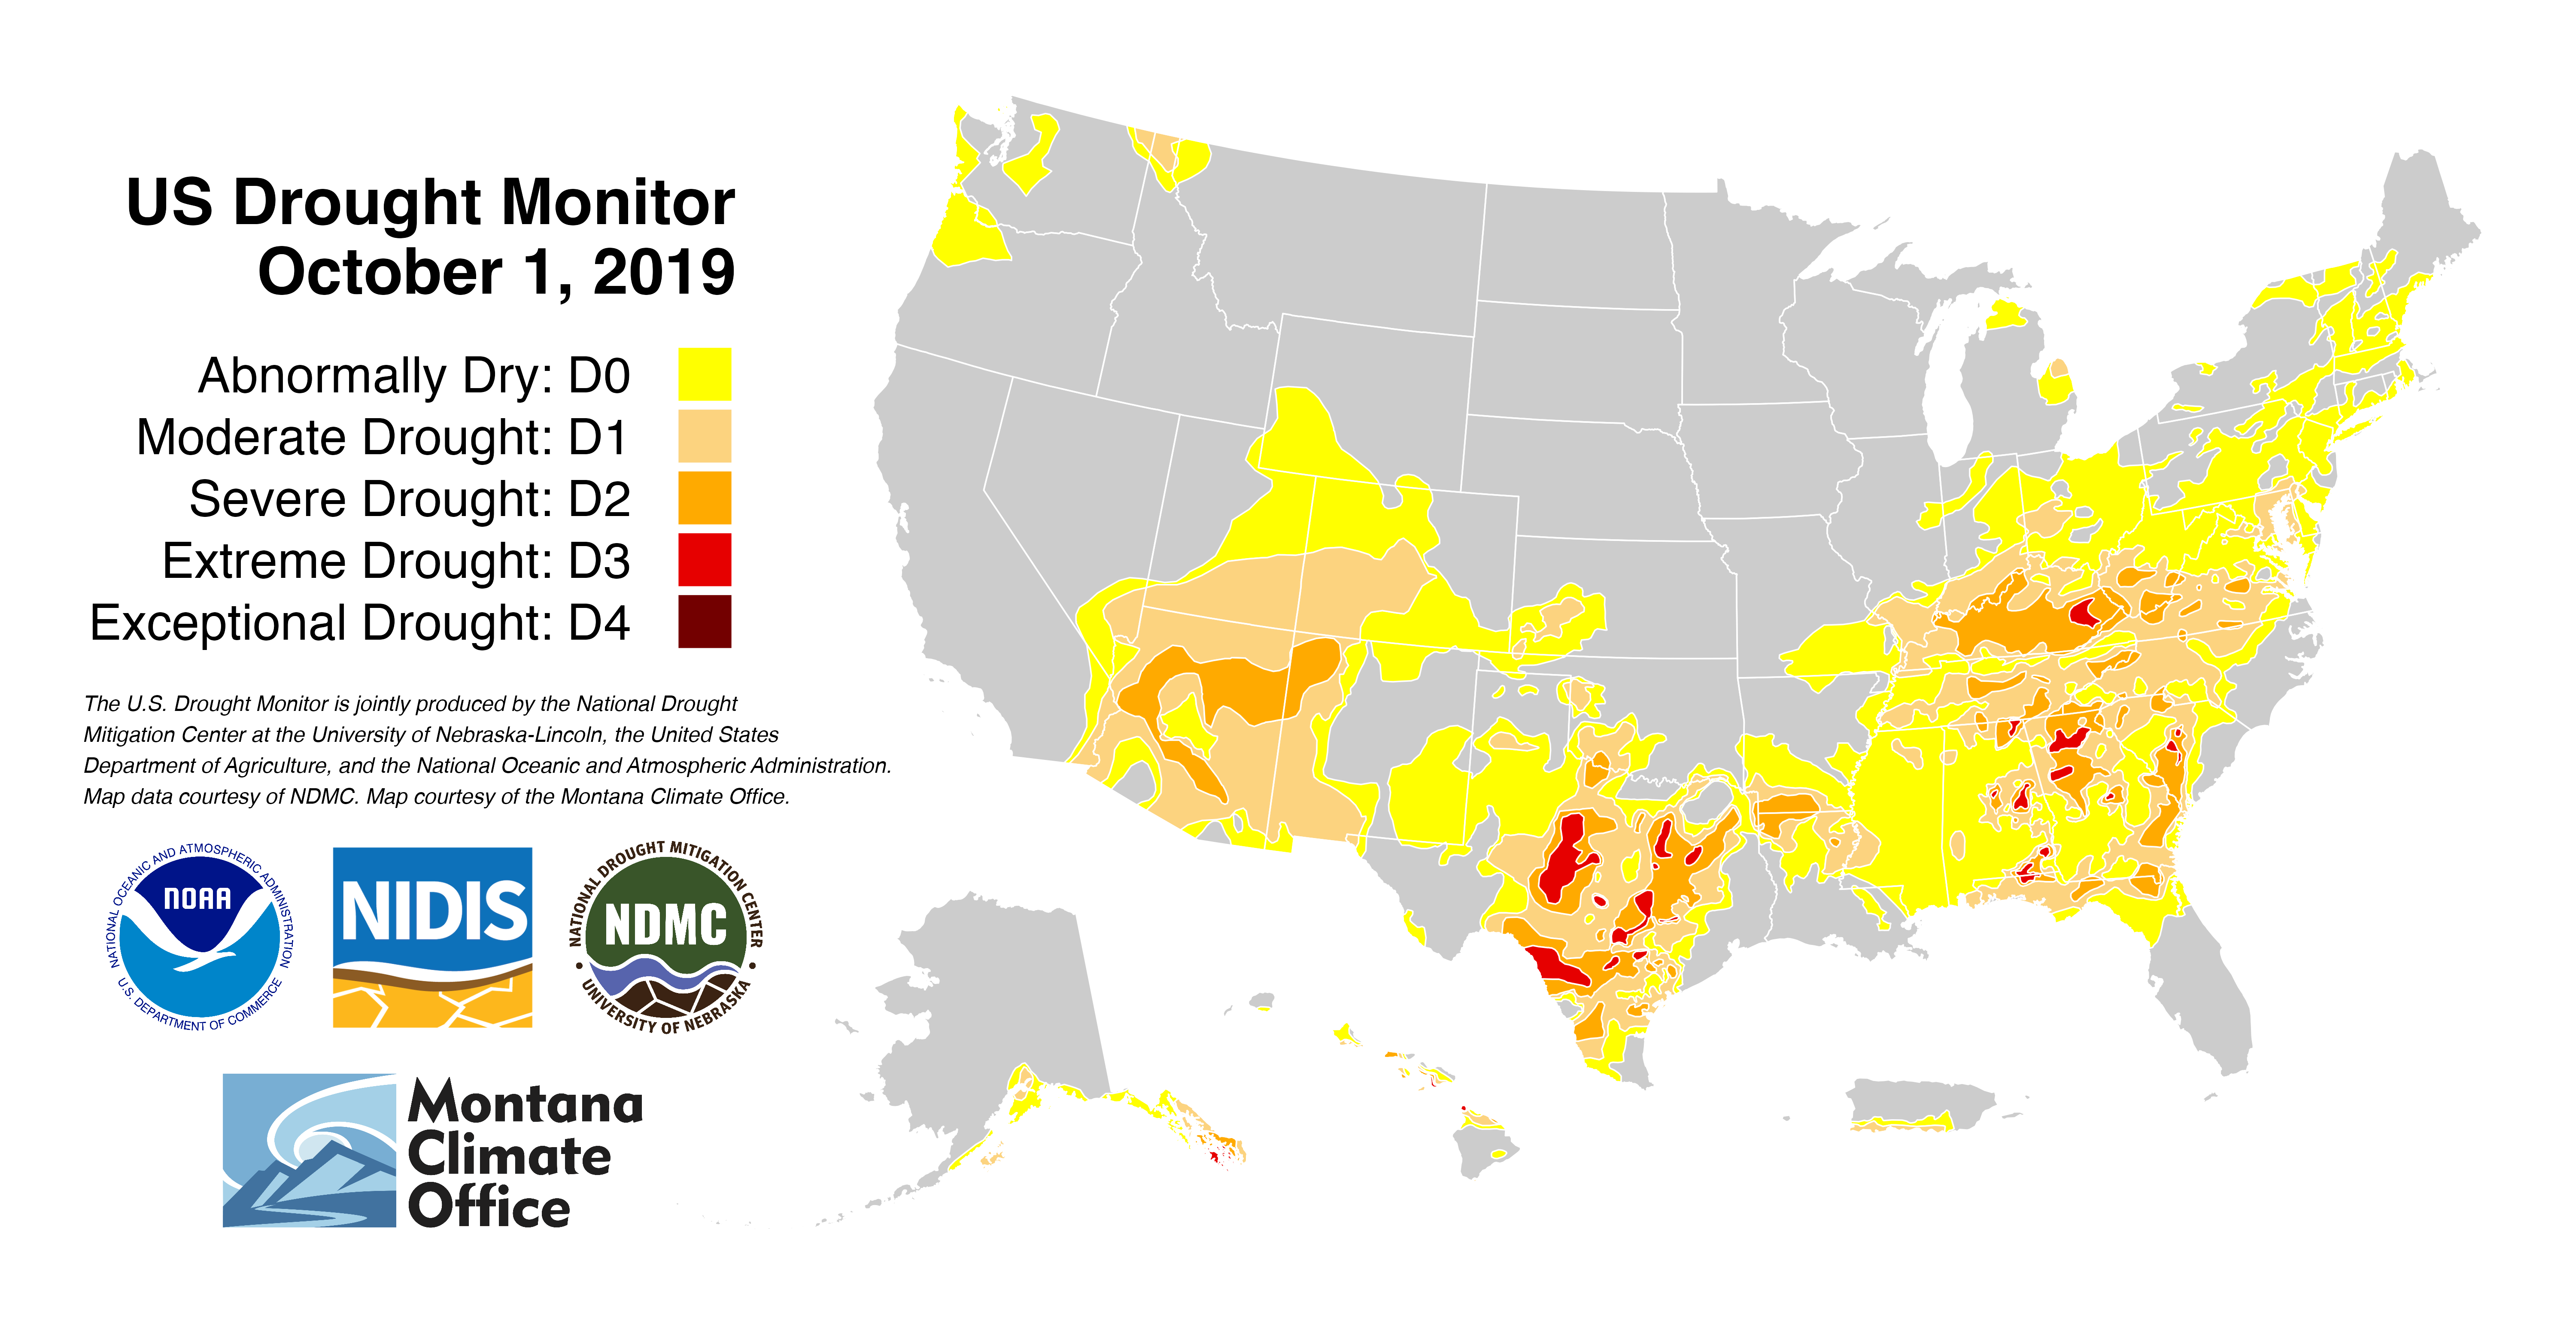 US Drought Monitor
October 1, 2019
Abnormally Dry: D0
Moderate Drought: D1
Severe Drought: D2
Extreme Drought: D3
Exceptional Drought: D4
The U.S. Drought Monitor is jointly produced by the National Drought
Mitigation Center at the University of Nebraska-Lincoln, the United States
Department of Agriculture, and the National Oceanic and Atmospheric Administration.
Map data courtesy of NDMC. Map courtesy of the Montana Climate Office.
NATIONAL OCEANIC AND ATMOSPHERIC ADMINISTRATION
NOAA
U.S. DEPARTMENT OF COMMERCE
NIDIS
NATIONAL DROUGHT MITIGATION CENTER
NDMC
UNIVERSITY OF NEBRASKA
Montana
Climate
Office